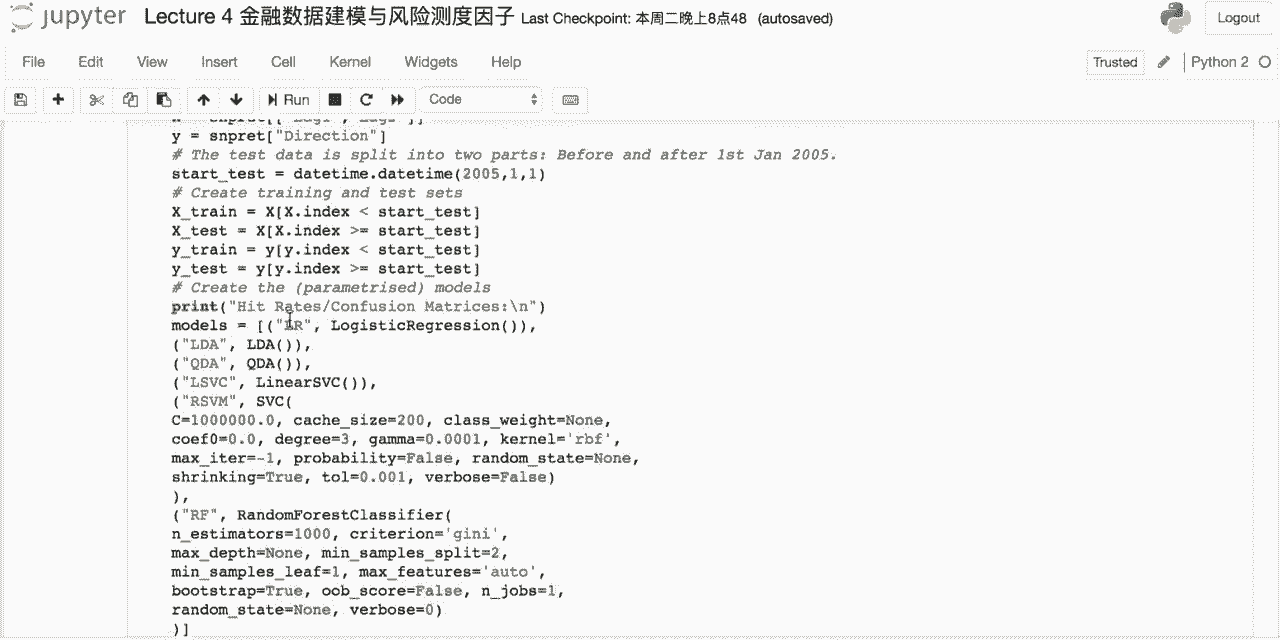 jupyter Lecture 4 金融数据建模与风险测度因子 Last Checkpoint: 本周二晚上8点48 (autosaved) Logout
File Edit View Insert Cell Kernel Widgets Help Trusted Python 2
Run Code
y = snpret["Direction"]
# The test data is split into two parts: Before and after 1st Jan 2005.
start_test = datetime.datetime(2005,1,1)
# Create training and test sets
X_train = X[X.index < start_test]
X_test = X[X.index >= start_test]
y_train = y[y.index < start_test]
y_test = y[y.index >= start_test]
# Create the (parametrised) models
print("Hit Rates/Confusion Matrices:\n")
models = [("LR", LogisticRegression()),
("LDA", LDA()),
("QDA", QDA()),
("LSVC", LinearSVC()),
("RSVM", SVC(
C=1000000.0, cache_size=200, class_weight=None,
coef0=0.0, degree=3, gamma=0.0001, kernel='rbf',
max_iter=-1, probability=False, random_state=None,
shrinking=True, tol=0.001, verbose=False)
),
("RF", RandomForestClassifier(
n_estimators=1000, criterion='gini',
max_depth=None, min_samples_split=2,
min_samples_leaf=1, max_features='auto',
bootstrap=True, oob_score=False, n_jobs=1,
random_state=None, verbose=0)
)]